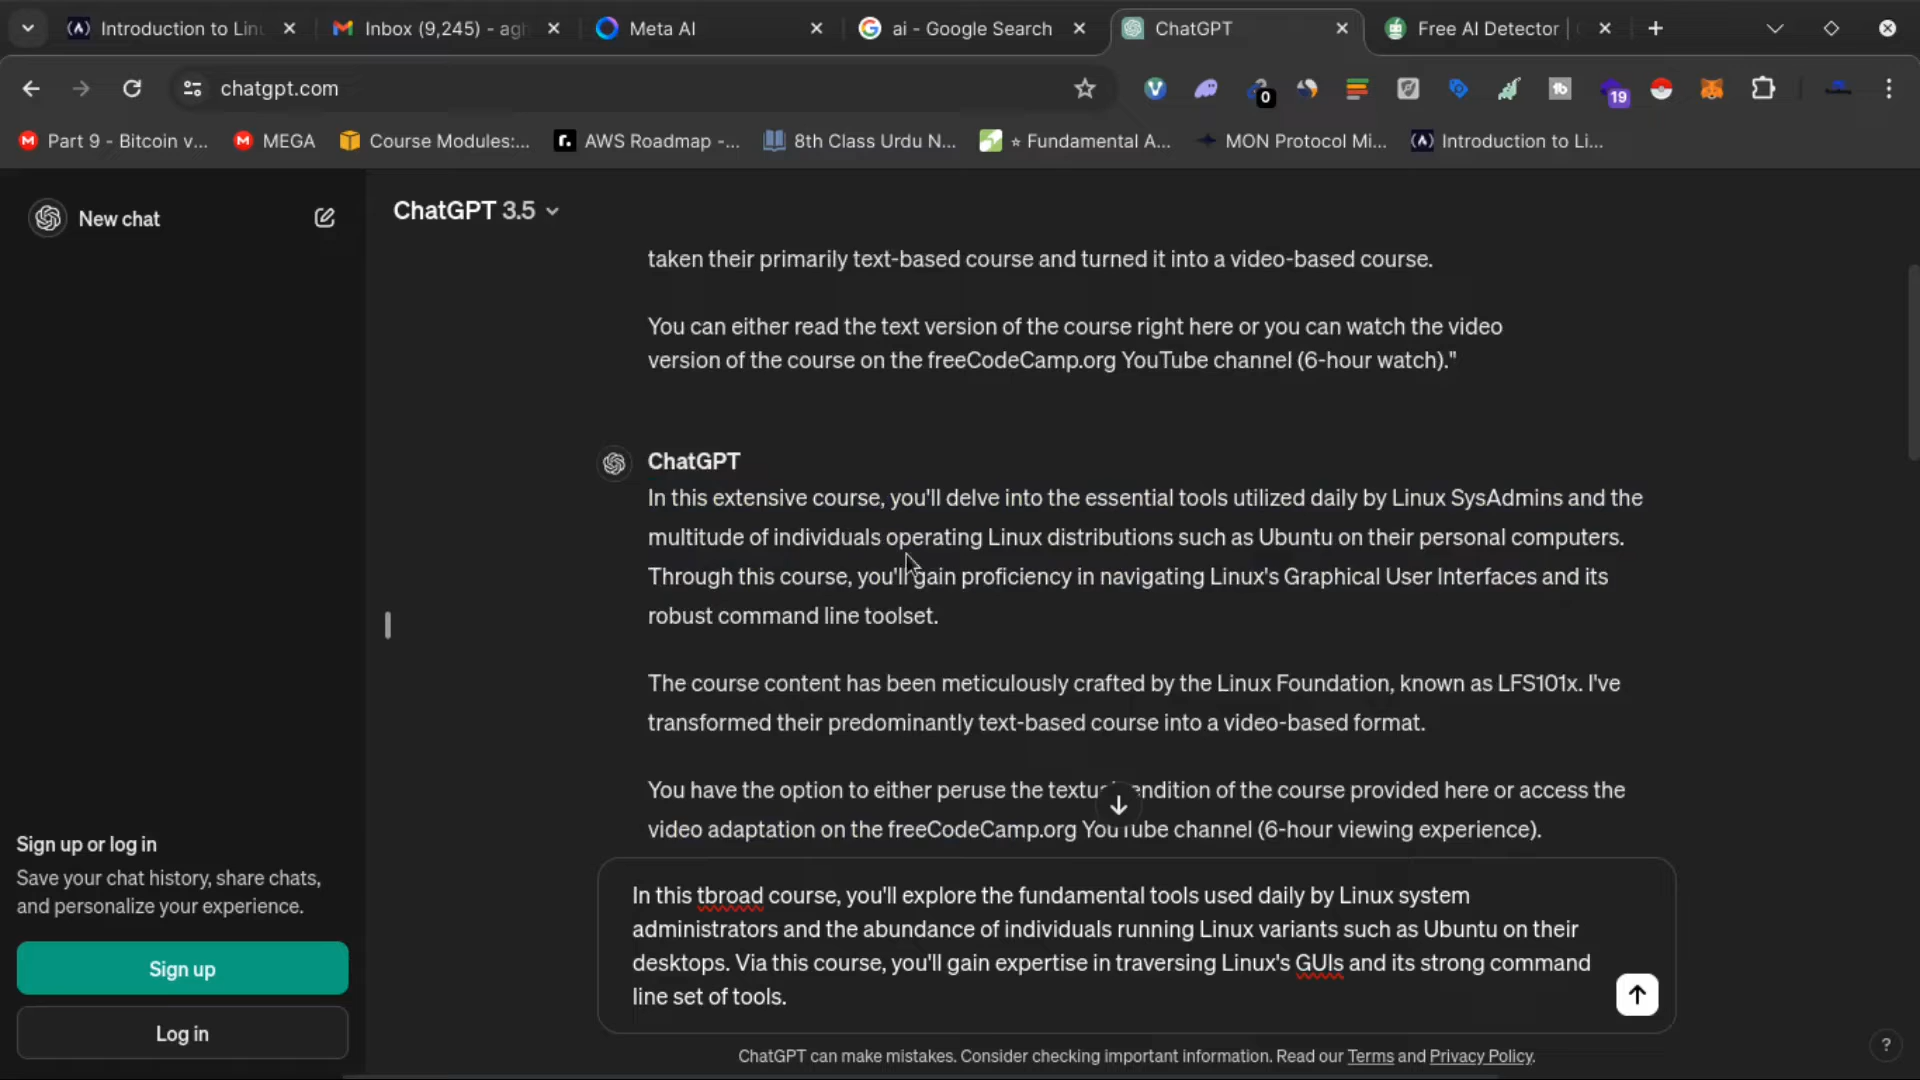 Introduction to Lin
Inbox (9,245) - agh
Meta AI
ai - Google Search
ChatGPT
Free AI Detector |
chatgpt.com
0
19
Part 9 - Bitcoin v...
MEGA
Course Modules:...
AWS Roadmap -...
8th Class Urdu N...
⭐ Fundamental A...
MON Protocol Mi...
Introduction to Li...
New chat
ChatGPT 3.5
taken their primarily text-based course and turned it into a video-based course.
You can either read the text version of the course right here or you can watch the video
version of the course on the freeCodeCamp.org YouTube channel (6-hour watch)."
ChatGPT
In this extensive course, you'll delve into the essential tools utilized daily by Linux SysAdmins and the
multitude of individuals operating Linux distributions such as Ubuntu on their personal computers.
Through this course, you'll gain proficiency in navigating Linux's Graphical User Interfaces and its
robust command line toolset.
The course content has been meticulously crafted by the Linux Foundation, known as LFS101x. I've
transformed their predominantly text-based course into a video-based format.
You have the option to either peruse the of the course provided here or access the
video adaptation on the freeCodeCamp.org YouTube channel (6-hour viewing experience).
In this tbroad course, you'll explore the fundamental tools used daily by Linux system
administrators and the abundance of individuals running Linux variants such as Ubuntu on their
desktops. Via this course, you'll gain expertise in traversing Linux's GUIs and its strong command
line set of tools.
Sign up or log in
Save your chat history, share chats,
and personalize your experience.
Sign up
Log in
ChatGPT can make mistakes. Consider checking important information. Read our Terms and Privacy Policy.
?